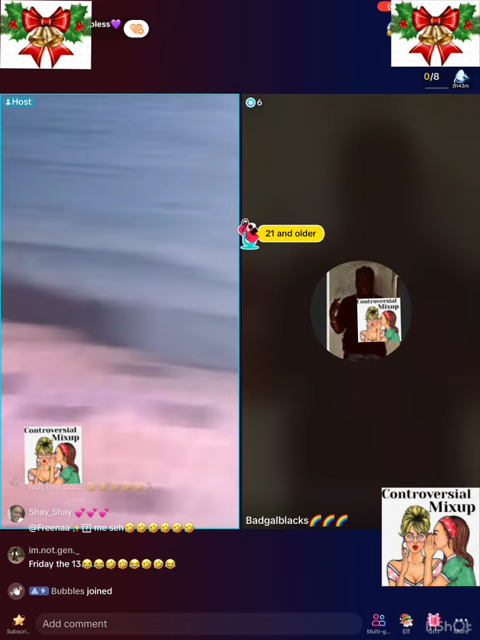 bless💜
0/8
3h43m
Host
6
21 and older
Controversial
Mixup
Controversial
Mixup
Shay_Shay 💕💕💕
@Freenaa✨ me seh🤣🤣🤣🤣🤣🤣
Badgalblacks🌈🌈🌈
Controversial
Mixup
im.not.gen._
Friday the 13😂😂🤣🤣😂🤣🤣😂
9 Bubbles joined
Subscri...
Add comment
Multi-g...
Elf